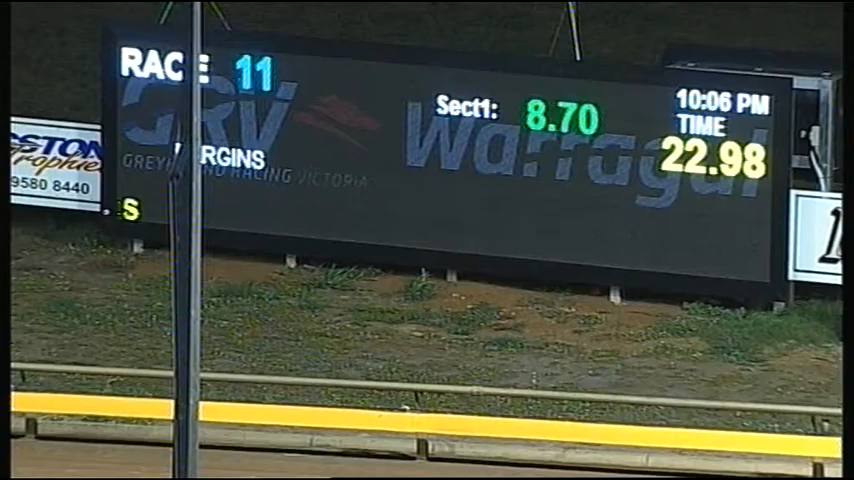 RACE 11
Sect1: 8.70
10:06 PM
TIME
22.98
GRV
Warragul
GREYHOUND RACING VICTORIA
MARGINS
S
Trophies
9580 8440